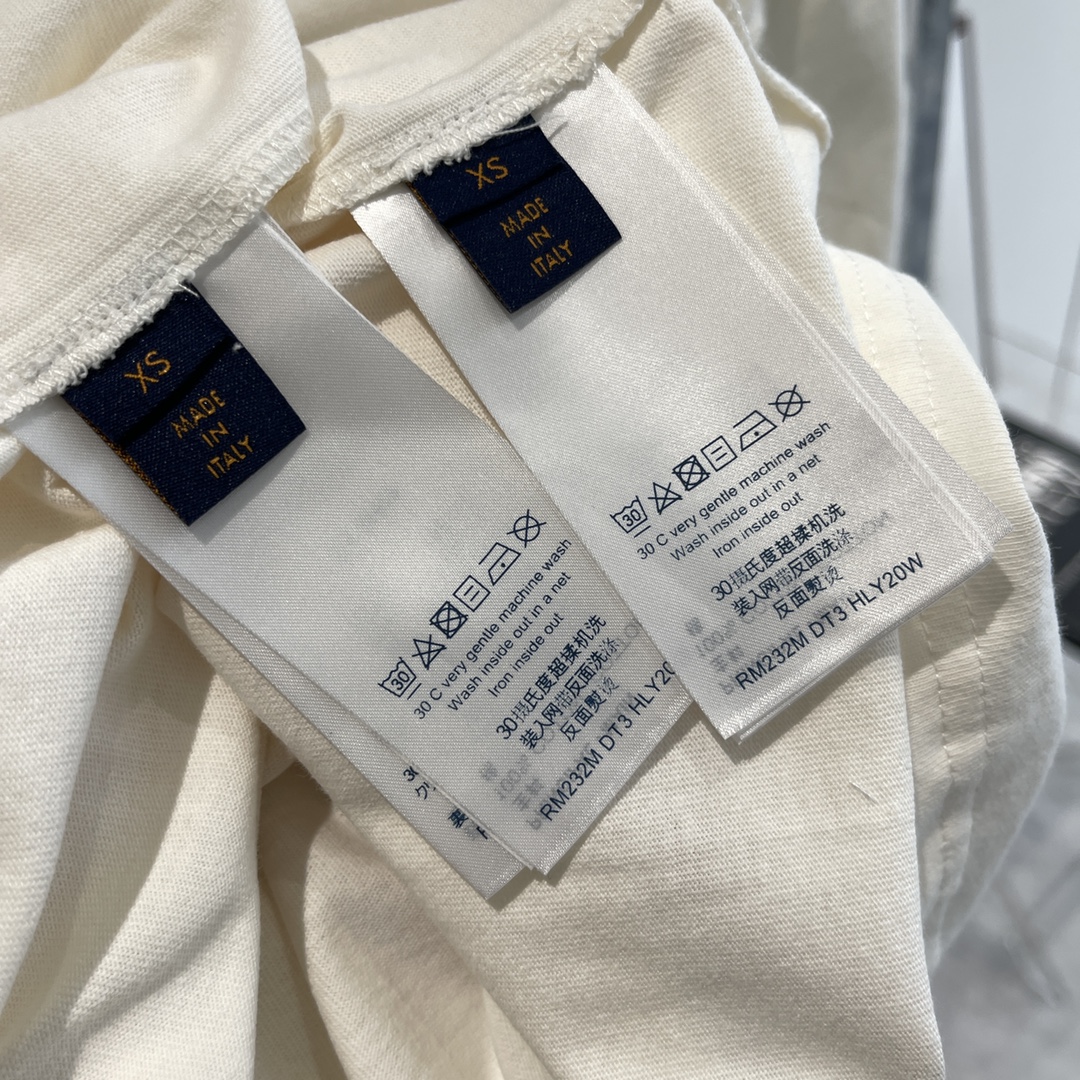 XS
MADE
IN
ITALY
30
30 C very gentle machine wash
Wash inside out in a net
Iron inside out
30摄氏度超揉机洗
装入网带反面洗涤
反面熨烫
RM232M DT3 HLY20
XS
MADE
IN
ITALY
30
30 C very gentle machine wash
Wash inside out in a net
Iron inside out
30摄氏度超揉机洗
装入网带反面洗涤
反面熨烫
RM232M DT3 HLY20W